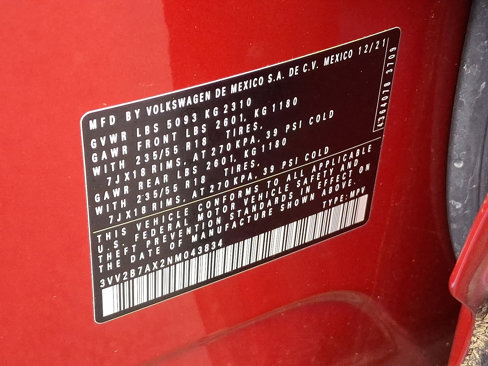 MFD BY VOLKSWAGEN DE MEXICO S.A. DE C.V. MEXICO 12/21
GVWR LBS 5093 KG 2310
GAWR FRONT LBS 2601, KG 1180
WITH 235/55 R18 TIRES,
7JX18 RIMS, AT 270 KPA, 39 PSI COLD
GAWR REAR LBS 2601, KG 1180
WITH 235/55 R18 TIRES,
7JX18 RIMS, AT 270 KPA, 39 PSI COLD
THIS VEHICLE CONFORMS TO ALL APPLICABLE
U.S. FEDERAL MOTOR VEHICLE SAFETY AND
THEFT PREVENTION STANDARDS IN EFFECT ON
THE DATE OF MANUFACTURE SHOWN ABOVE.
TYPE: MPV
3VV2B7AX2NM043834